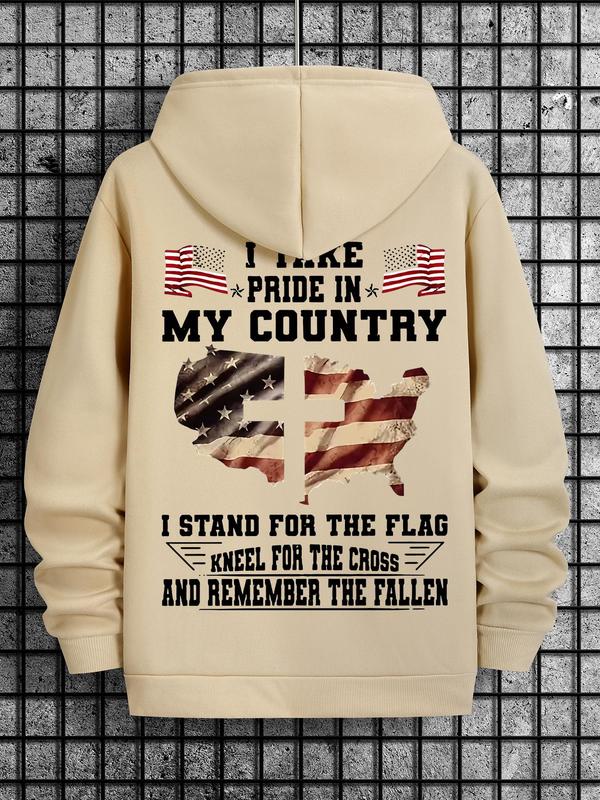 I TAKE
PRIDE IN
MY COUNTRY
I STAND FOR THE FLAG
KNEEL FOR THE CROSS
AND REMEMBER THE FALLEN